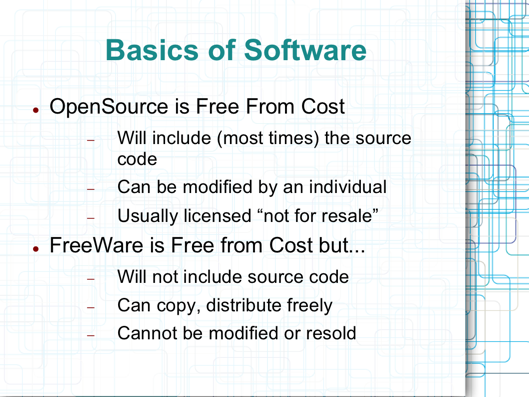 Basics of Software
● OpenSource is Free From Cost
– Will include (most times) the source
code
– Can be modified by an individual
– Usually licensed “not for resale”
● FreeWare is Free from Cost but...
– Will not include source code
– Can copy, distribute freely
– Cannot be modified or resold